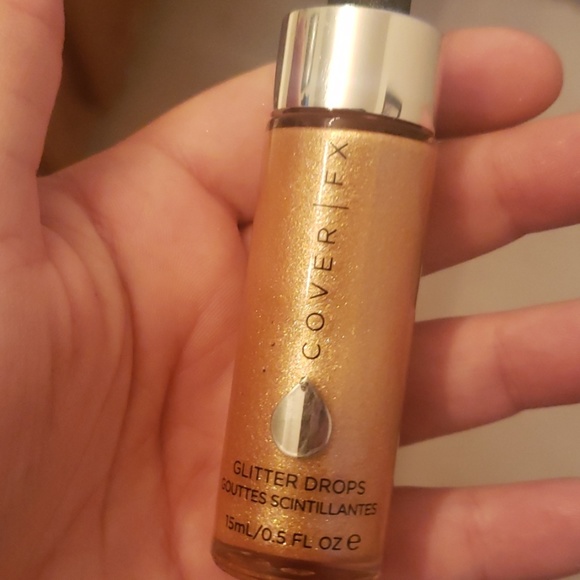 COVER | FX
GLITTER DROPS
GOUTTES SCINTILLANTES
15mL/0.5 FL OZ e